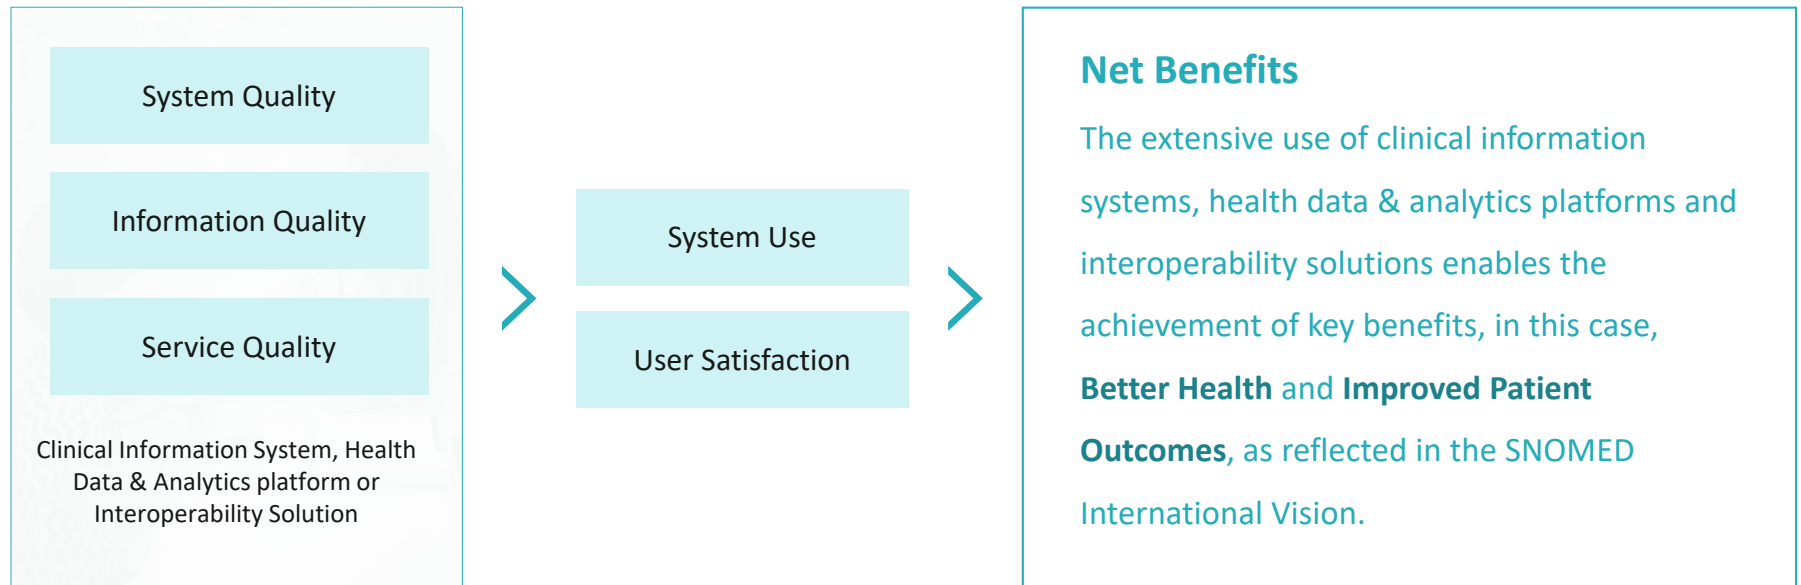 System Quality
Information Quality
Service Quality
Clinical Information System, Health
Data & Analytics platform or
Interoperability Solution
System Use
User Satisfaction
Net Benefits
The extensive use of clinical information
systems, health data & analytics platforms and
interoperability solutions enables the
achievement of key benefits, in this case,
Better Health and Improved Patient
Outcomes, as reflected in the SNOMED
International Vision.